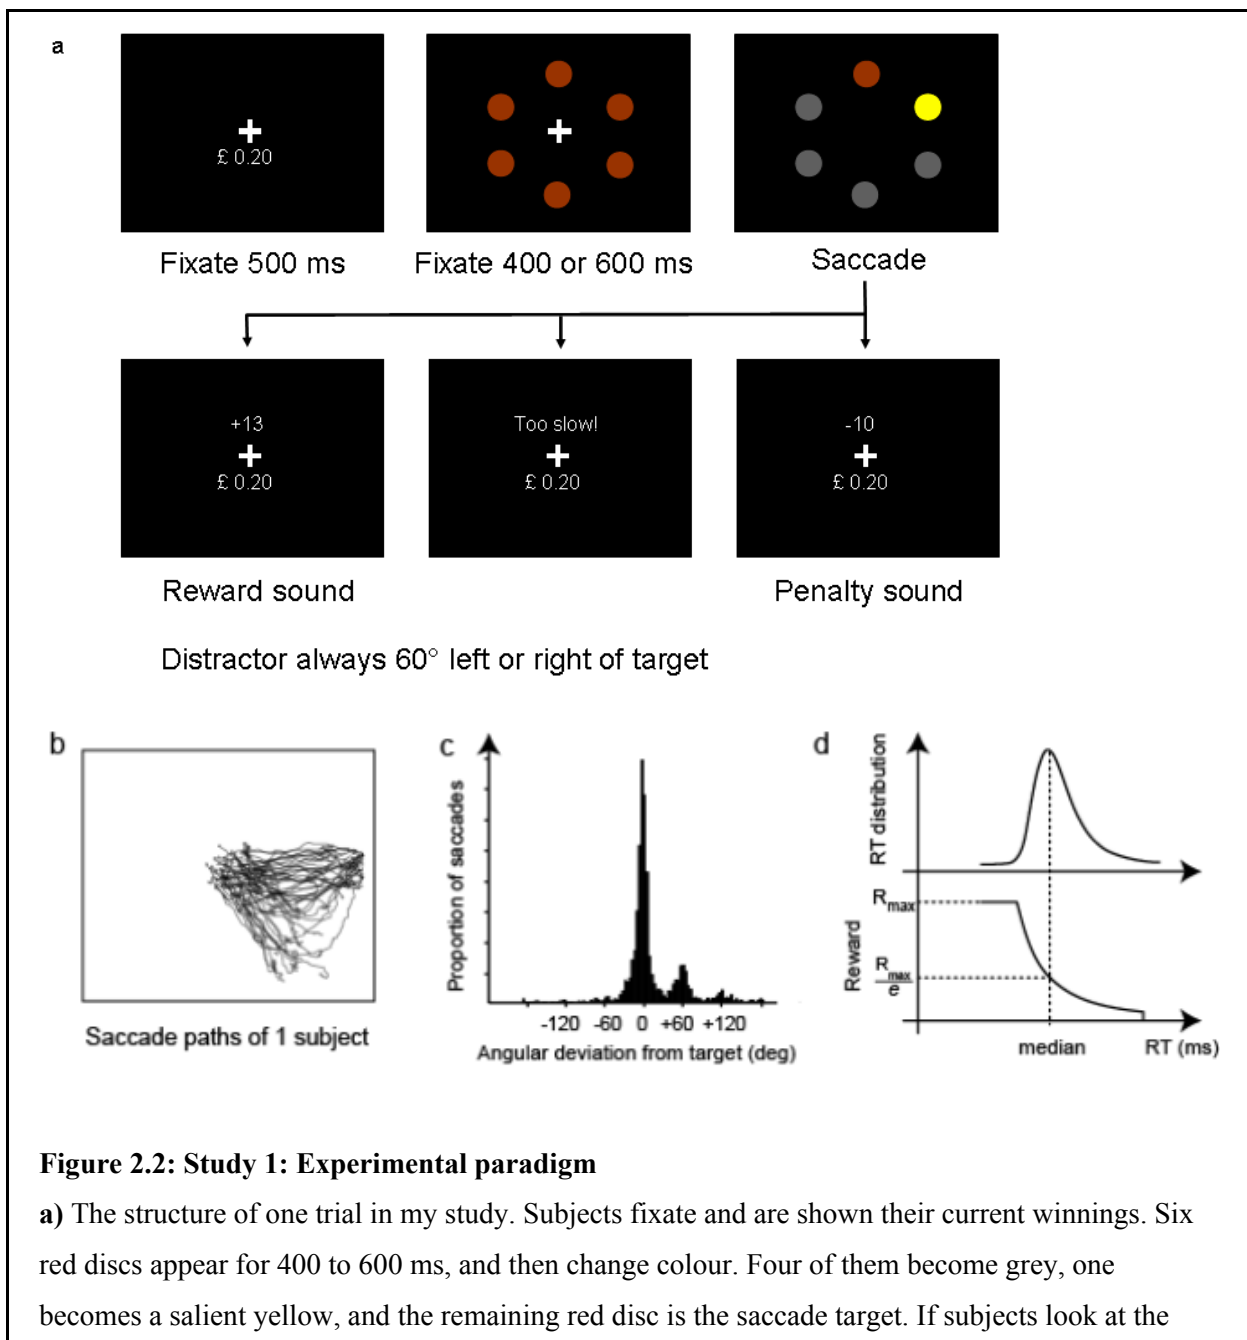 a
£ 0.20
Fixate 500 ms
Fixate 400 or 600 ms
Saccade
+13
£ 0.20
Too slow!
£ 0.20
-10
£ 0.20
Reward sound
Penalty sound
Distractor always 60° left or right of target
b
Saccade paths of 1 subject
c
Proportion of saccades
-120 -60 0 +60 +120
Angular deviation from target (deg)
d
RT distribution
Reward
Rmax
Rmax
e
median
RT (ms)
Figure 2.2: Study 1: Experimental paradigm
a) The structure of one trial in my study. Subjects fixate and are shown their current winnings. Six
red discs appear for 400 to 600 ms, and then change colour. Four of them become grey, one
becomes a salient yellow, and the remaining red disc is the saccade target. If subjects look at the